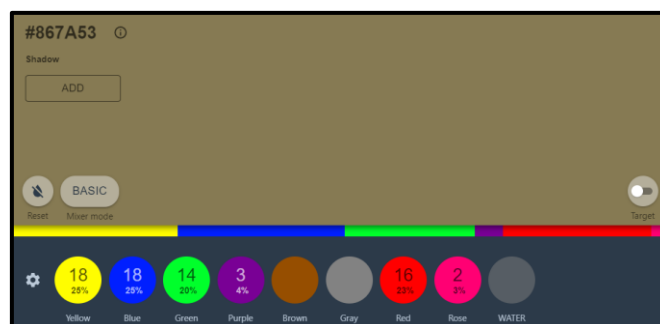 #867A53
Shadow
ADD
BASIC
Reset Mixer mode Target
18 18 14 3 16 2
25% 25% 20% 4% 23% 3%
Yellow Blue Green Purple Brown Gray Red Rose WATER